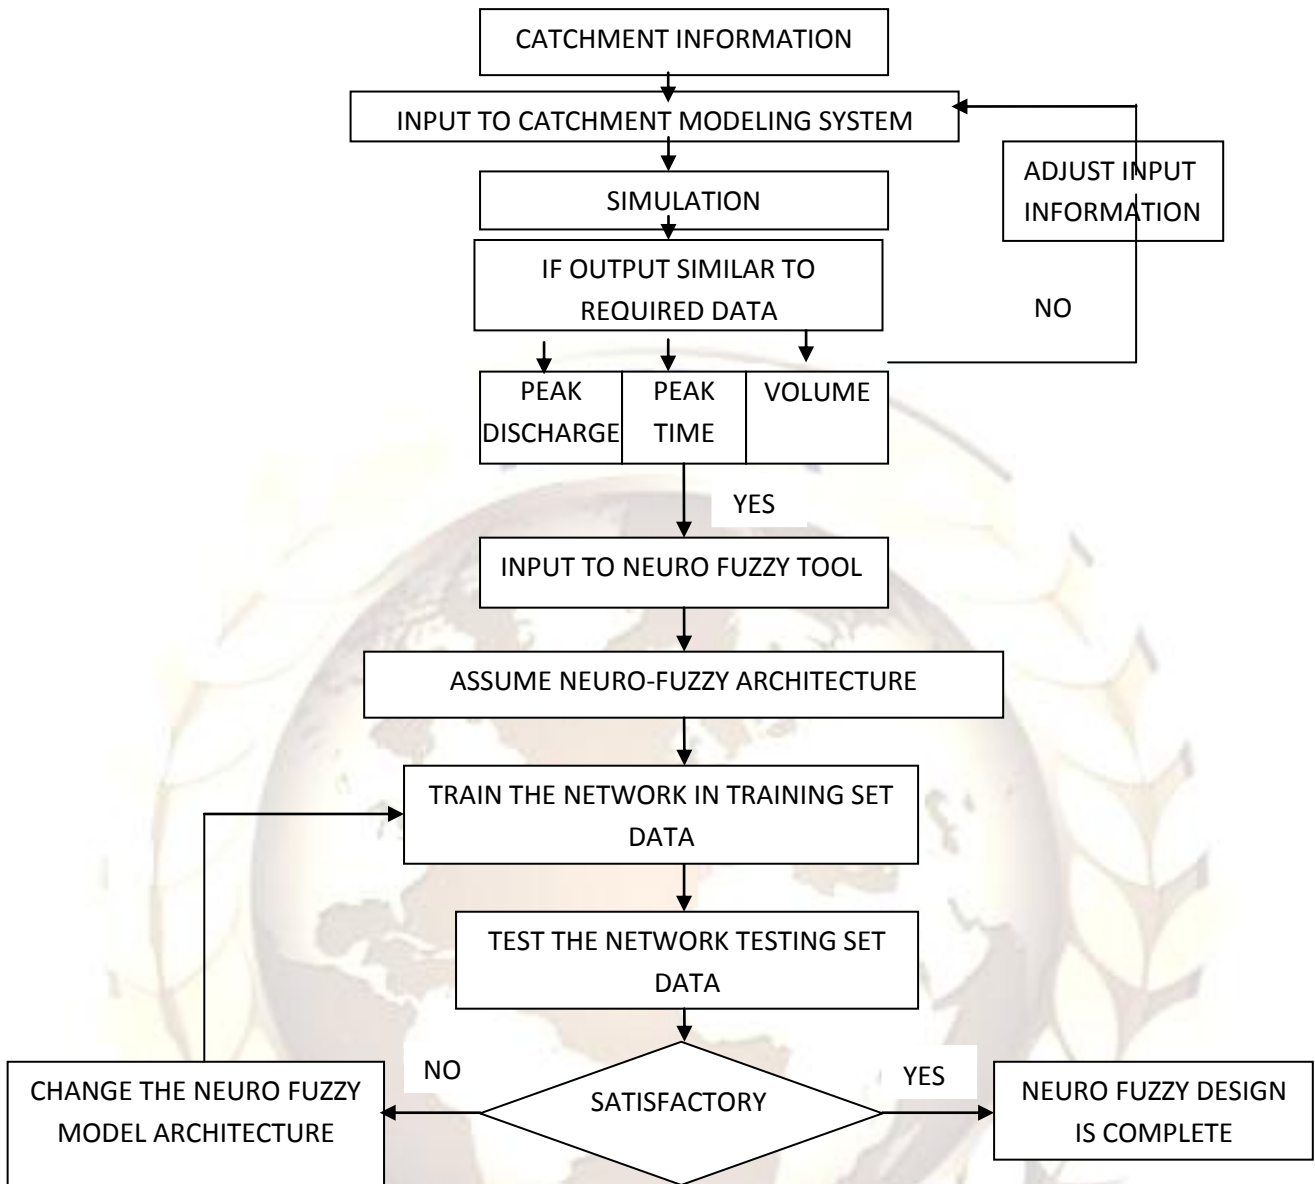 CATCHMENT INFORMATION
INPUT TO CATCHMENT MODELING SYSTEM
ADJUST INPUT
INFORMATION
SIMULATION
IF OUTPUT SIMILAR TO
REQUIRED DATA
NO
PEAK
DISCHARGE
PEAK
TIME
VOLUME
YES
INPUT TO NEURO FUZZY TOOL
ASSUME NEURO-FUZZY ARCHITECTURE
TRAIN THE NETWORK IN TRAINING SET
DATA
TEST THE NETWORK TESTING SET
DATA
NO
SATISFACTORY
YES
CHANGE THE NEURO FUZZY
MODEL ARCHITECTURE
NEURO FUZZY DESIGN
IS COMPLETE